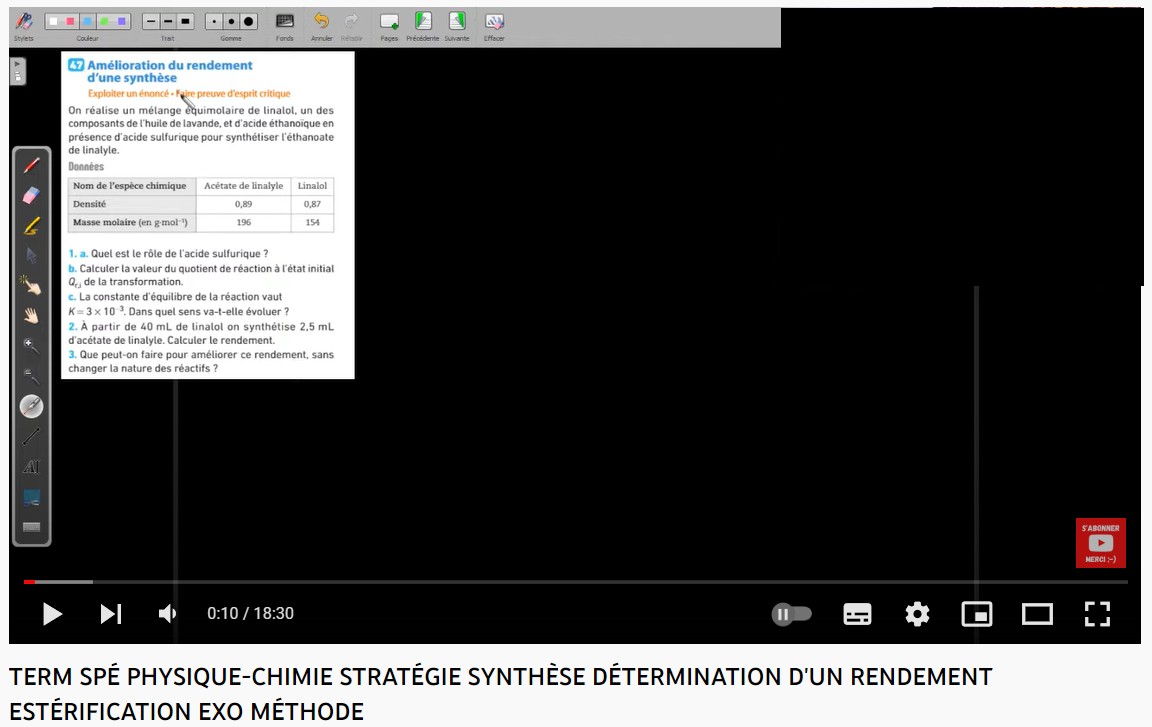 Stylets Couleur Trait Gomme Fonds Annuler Rétablir Pages Précédente Suivante Effacer
47 Amélioration du rendement
d'une synthèse
Exploiter un énoncé • Faire preuve d'esprit critique
On réalise un mélange équimolaire de linalol, un des
composants de l'huile de lavande, et d'acide éthanoïque en
présence d'acide sulfurique pour synthétiser l'éthanoate
de linalyle.
Données
Nom de l'espèce chimique Acétate de linalyle Linalol
Densité 0,89 0,87
Masse molaire (en g·mol⁻¹) 196 154
1. a. Quel est le rôle de l'acide sulfurique ?
b. Calculer la valeur du quotient de réaction à l'état initial
Qr,i de la transformation.
c. La constante d'équilibre de la réaction vaut
K = 3 × 10⁻³. Dans quel sens va-t-elle évoluer ?
2. À partir de 40 mL de linalol on synthétise 2,5 mL
d'acétate de linalyle. Calculer le rendement.
3. Que peut-on faire pour améliorer ce rendement, sans
changer la nature des réactifs ?
S'ABONNER
MERCI ;-)
0:10 / 18:30
TERM SPÉ PHYSIQUE-CHIMIE STRATÉGIE SYNTHÈSE DÉTERMINATION D'UN RENDEMENT
ESTÉRIFICATION EXO MÉTHODE